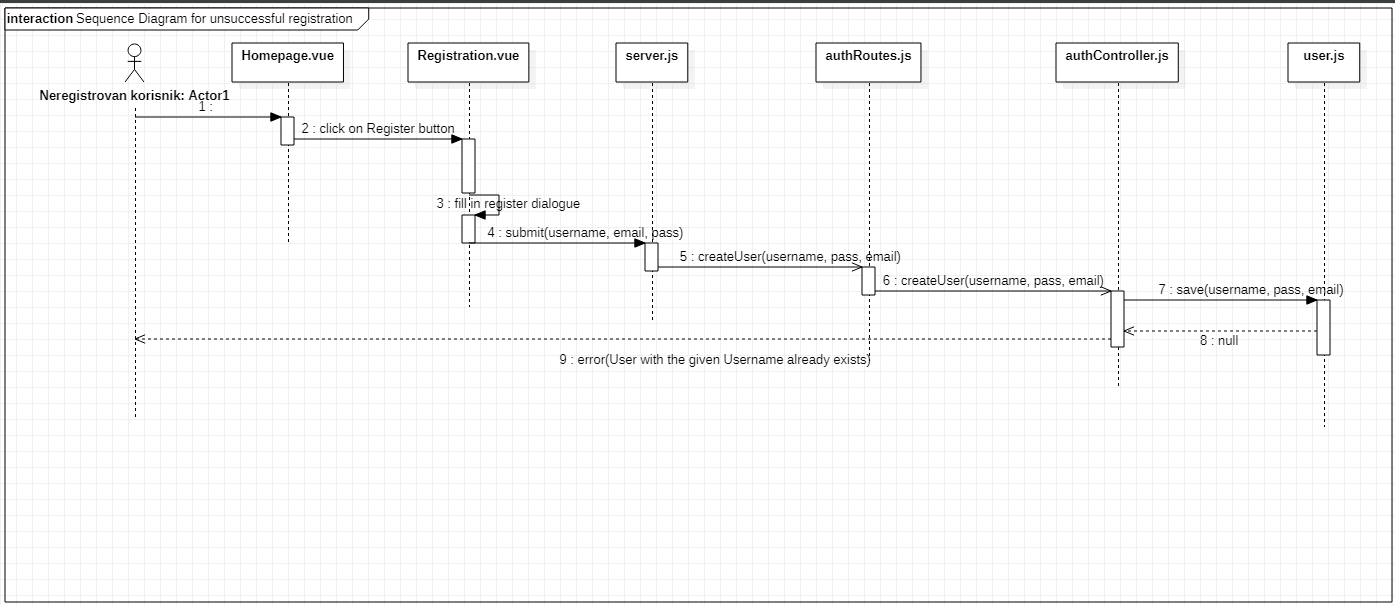 interaction Sequence Diagram for unsuccessful registration
Homepage.vue
Registration.vue
server.js
authRoutes.js
authController.js
user.js
Neregistrovan korisnik: Actor1
1 :
2 : click on Register button
3 : fill in register dialogue
4 : submit(username, email, pass)
5 : createUser(username, pass, email)
6 : createUser(username, pass, email)
7 : save(username, pass, email)
8 : null
9 : error(User with the given Username already exists)